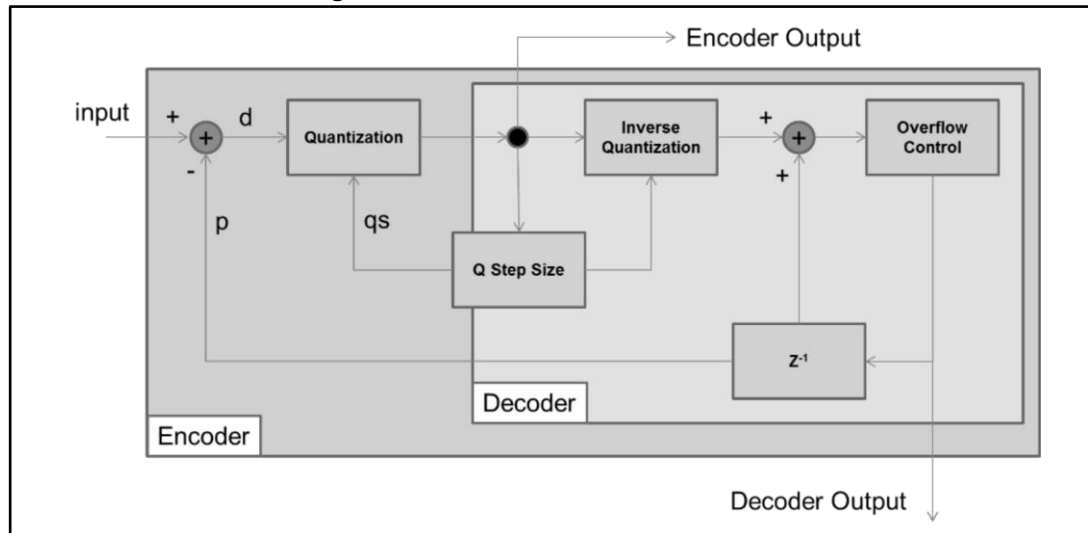 Encoder Output
input
+
d
+
-
Quantization
Inverse
Quantization
+
+
+
Overflow
Control
p
qs
Q Step Size
Z-1
Decoder
Encoder
Decoder Output